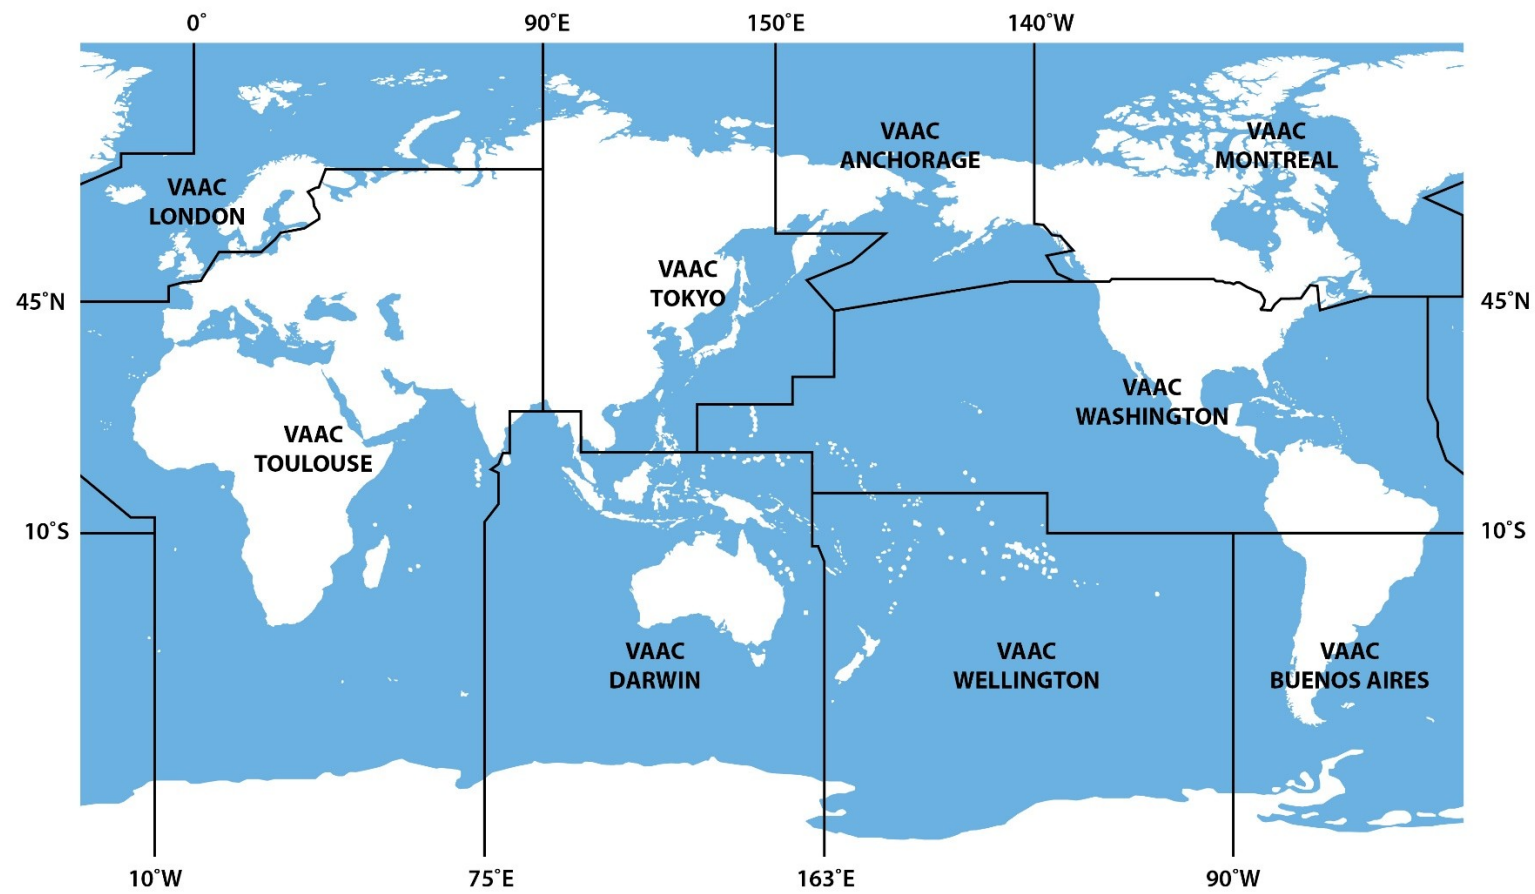 0˚
90˚E
150˚E
140˚W
VAAC
ANCHORAGE
VAAC
MONTREAL
VAAC
LONDON
VAAC
TOKYO
45˚N
45˚N
VAAC
WASHINGTON
VAAC
TOULOUSE
10˚S
10˚S
VAAC
DARWIN
VAAC
WELLINGTON
VAAC
BUENOS AIRES
10˚W
75˚E
163˚E
90˚W